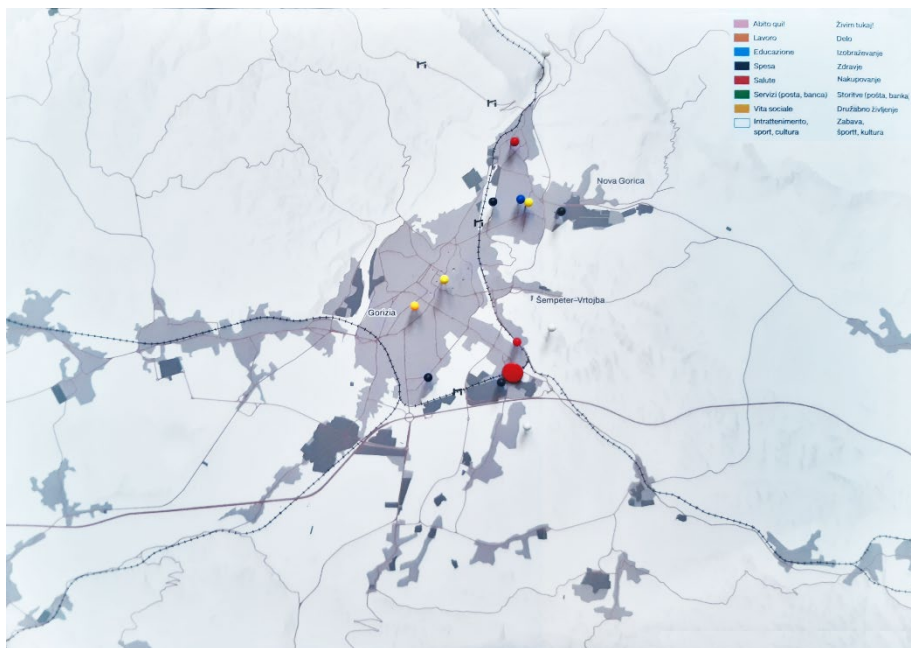 Abito qui! Živim tukaj!
Lavoro Delo
Educazione Izobraževanje
Spesa Zdravje
Salute Nakupovanje
Servizi (posta, banca) Storitve (pošta, banka)
Vita sociale Družabno življenje
Intrattenimento, Zabava,
sport, cultura športt, kultura
Nova Gorica
Šempeter-Vrtojba
Gorizia